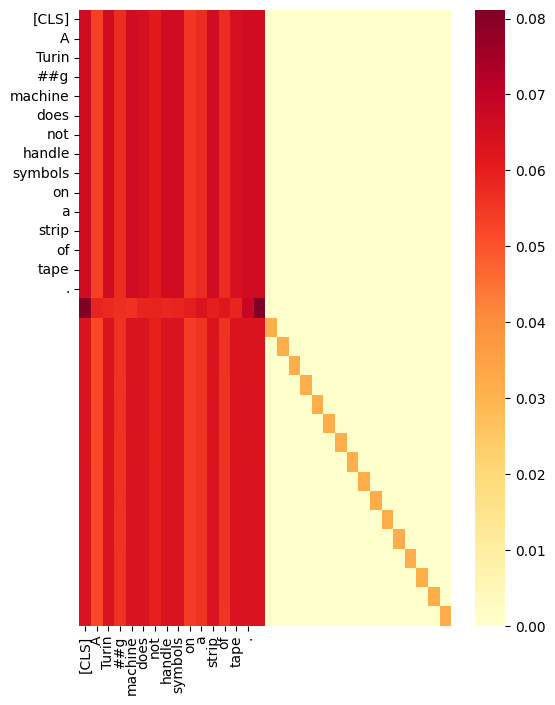 [CLS]
A
Turin
##g
machine
does
not
handle
symbols
on
a
strip
of
tape
.
0.08
0.07
0.06
0.05
0.04
0.03
0.02
0.01
0.00
[CLS]
A
Turin
##g
machine
does
not
handle
symbols
on
a
strip
of
tape
.